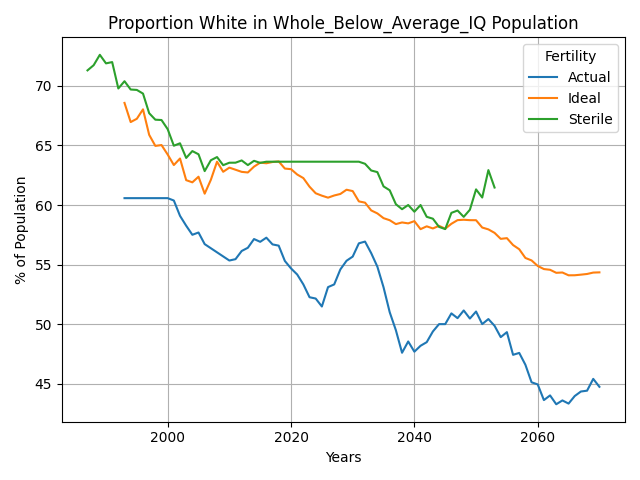 Proportion White in Whole_Below_Average_IQ Population
Fertility
Actual
Ideal
Sterile
% of Population
70
65
60
55
50
45
2000
2020
2040
2060
Years